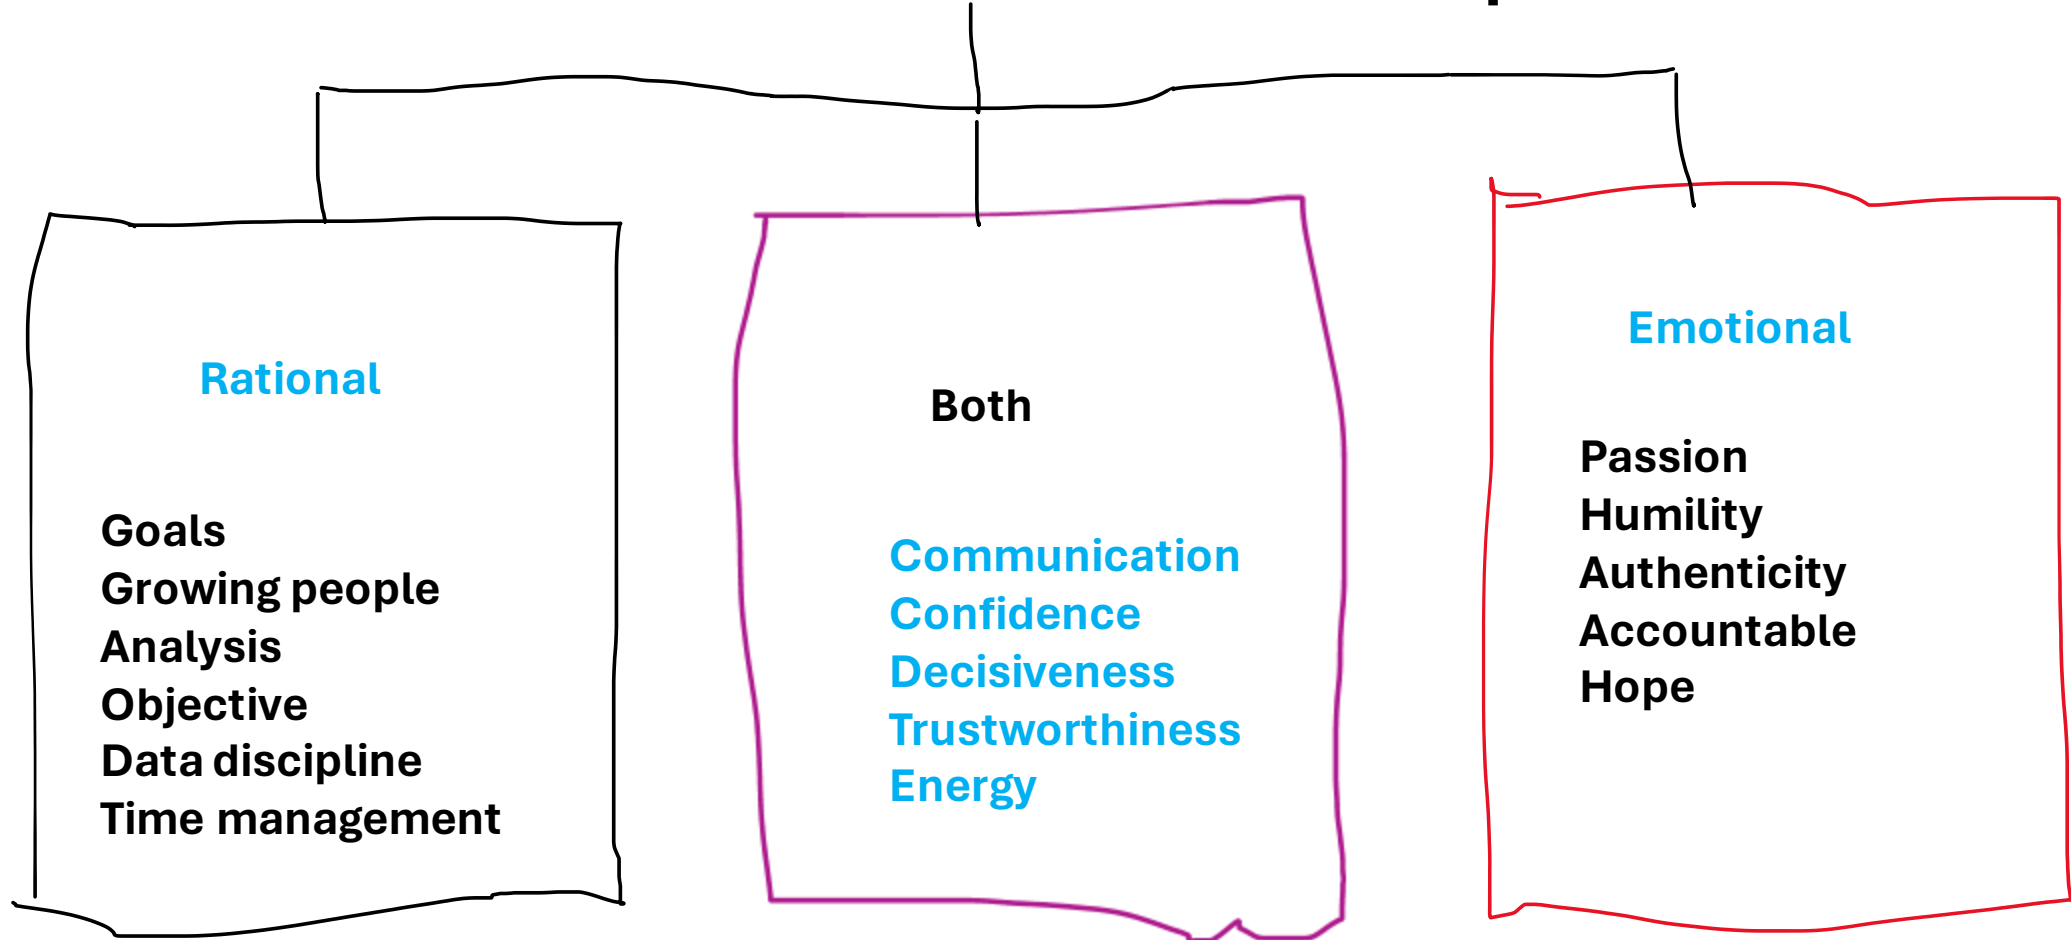 Rational
Goals
Growing people
Analysis
Objective
Data discipline
Time management
Both
Communication
Confidence
Decisiveness
Trustworthiness
Energy
Emotional
Passion
Humility
Authenticity
Accountable
Hope